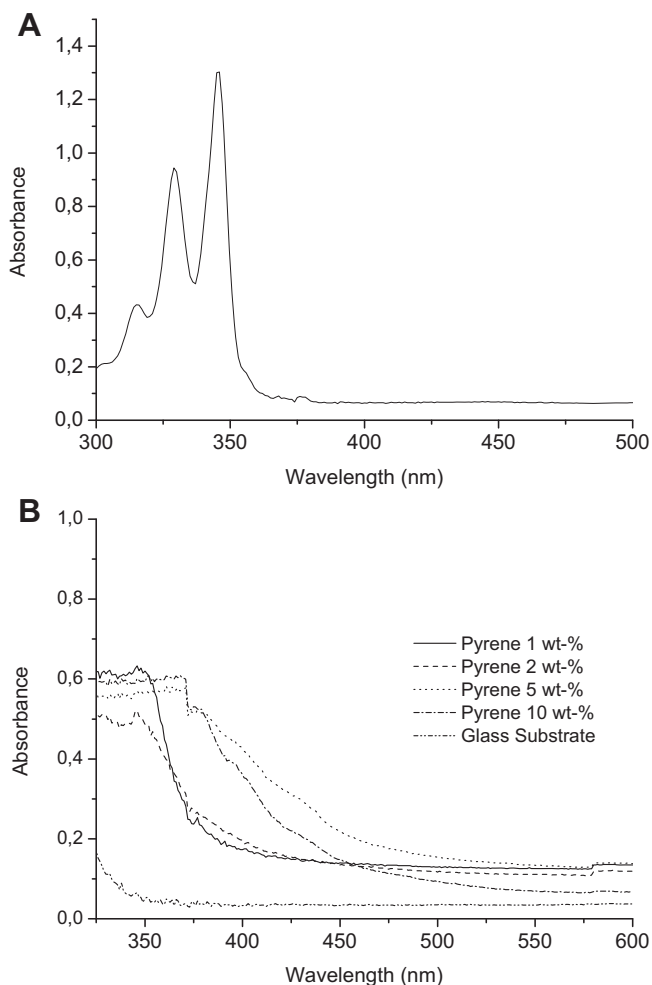 A
1,4
1,2
1,0
0,8
0,6
0,4
0,2
0,0
Absorbance
300 350 400 450 500
Wavelength (nm)
B
1,0
0,8
0,6
0,4
0,2
0,0
Absorbance
Pyrene 1 wt-%
Pyrene 2 wt-%
Pyrene 5 wt-%
Pyrene 10 wt-%
Glass Substrate
350 400 450 500 550 600
Wavelength (nm)